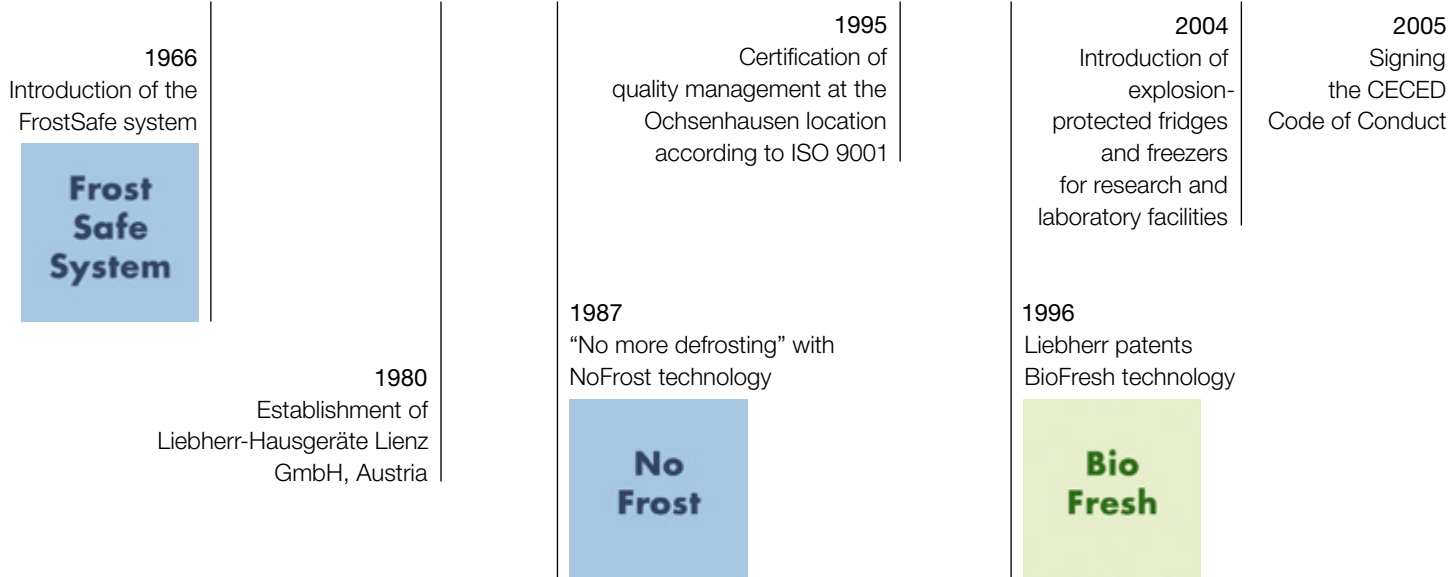 1966
Introduction of the
FrostSafe system
Frost
Safe
System
1980
Establishment of
Liebherr-Hausgeräte Lienz
GmbH, Austria
1987
“No more defrosting” with
NoFrost technology
No
Frost
1995
Certification of
quality management at the
Ochsenhausen location
according to ISO 9001
1996
Liebherr patents
BioFresh technology
Bio
Fresh
2004
Introduction of
explosion-
protected fridges
and freezers
for research and
laboratory facilities
2005
Signing
the CECED
Code of Conduct